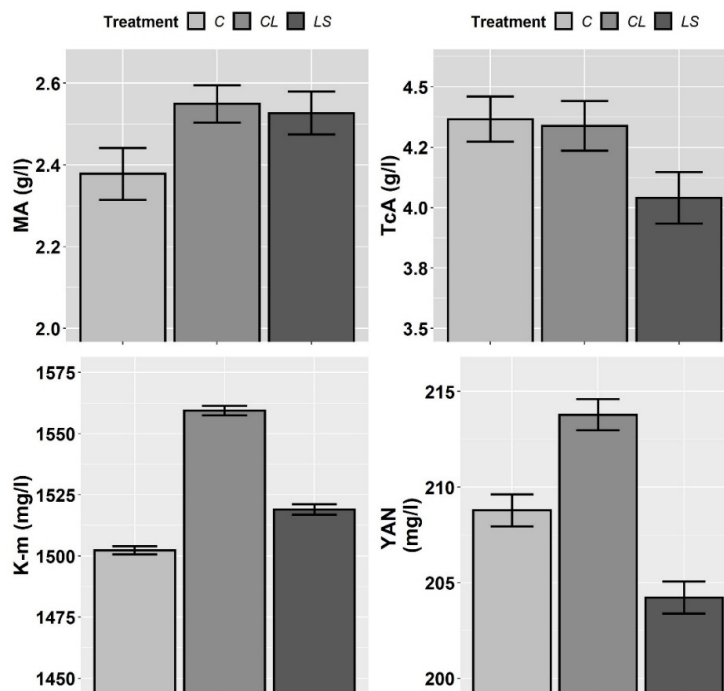 Treatment C CL LS
MA (g/l)
2.6
2.4
2.2
2.0
Treatment C CL LS
TcA (g/l)
4.5
4.2
4.0
3.8
3.5
K-m (mg/l)
1575
1550
1525
1500
1475
1450
YAN
(mg/l)
215
210
205
200